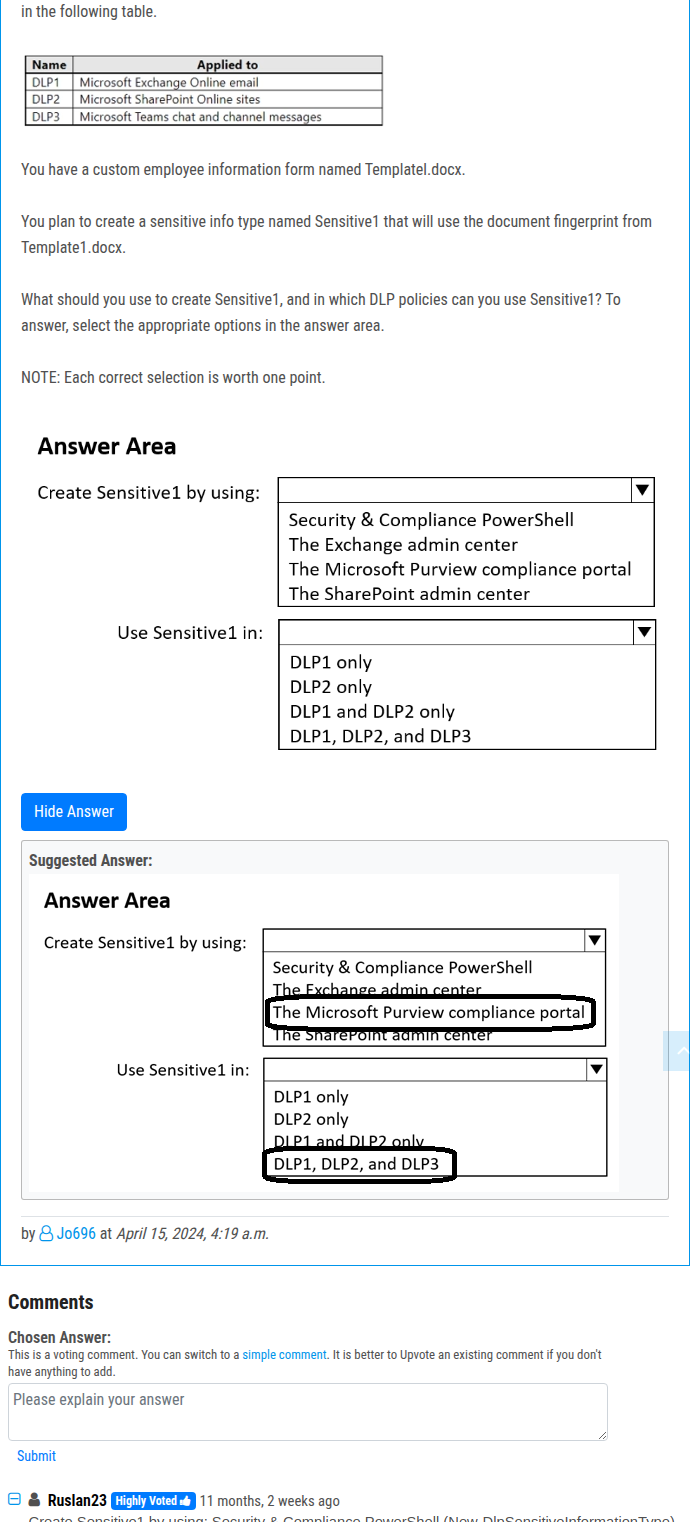 in the following table.
Name Applied to
DLP1 Microsoft Exchange Online email
DLP2 Microsoft SharePoint Online sites
DLP3 Microsoft Teams chat and channel messages
You have a custom employee information form named Templatel.docx.
You plan to create a sensitive info type named Sensitive1 that will use the document fingerprint from
Template1.docx.
What should you use to create Sensitive1, and in which DLP policies can you use Sensitive1? To
answer, select the appropriate options in the answer area.
NOTE: Each correct selection is worth one point.
Answer Area
Create Sensitive1 by using:
Security & Compliance PowerShell
The Exchange admin center
The Microsoft Purview compliance portal
The SharePoint admin center
Use Sensitive1 in:
DLP1 only
DLP2 only
DLP1 and DLP2 only
DLP1, DLP2, and DLP3
Hide Answer
Suggested Answer:
Answer Area
Create Sensitive1 by using:
Security & Compliance PowerShell
The Exchange admin center
The Microsoft Purview compliance portal
The SharePoint admin center
Use Sensitive1 in:
DLP1 only
DLP2 only
DLP1 and DLP2 only
DLP1, DLP2, and DLP3
by Jo696 at April 15, 2024, 4:19 a.m.
Comments
Chosen Answer:
This is a voting comment. You can switch to a simple comment. It is better to Upvote an existing comment if you don't
have anything to add.
Please explain your answer
Submit
Ruslan23 Highly Voted 11 months, 2 weeks ago
Create Sensitive1 by using: Security & Compliance PowerShell (New-DlpSensitiveInformationType)